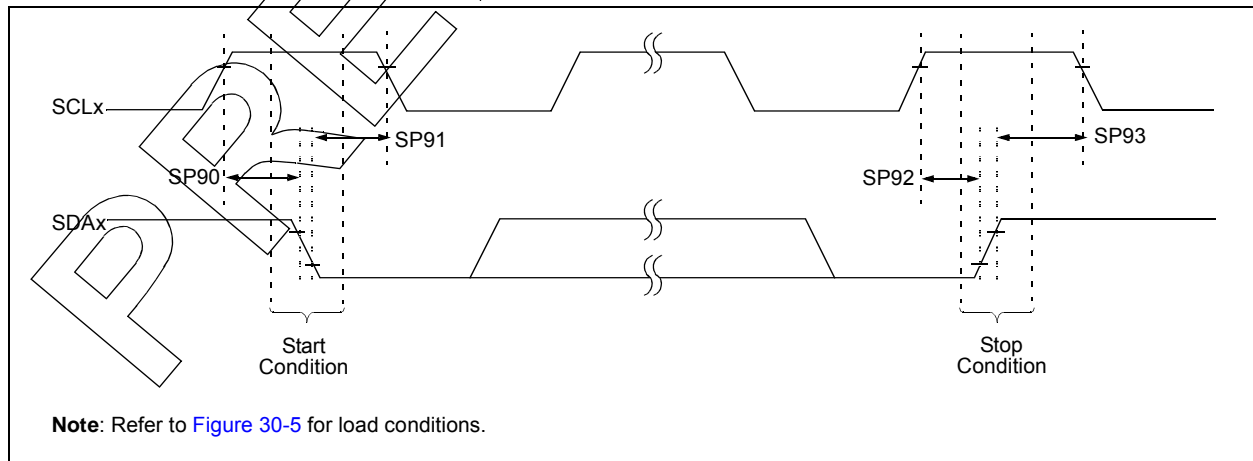 SCLx
SP91
SP93
SP90
SP92
SDAx
Start
Condition
Stop
Condition
Note: Refer to Figure 30-5 for load conditions.
PRE